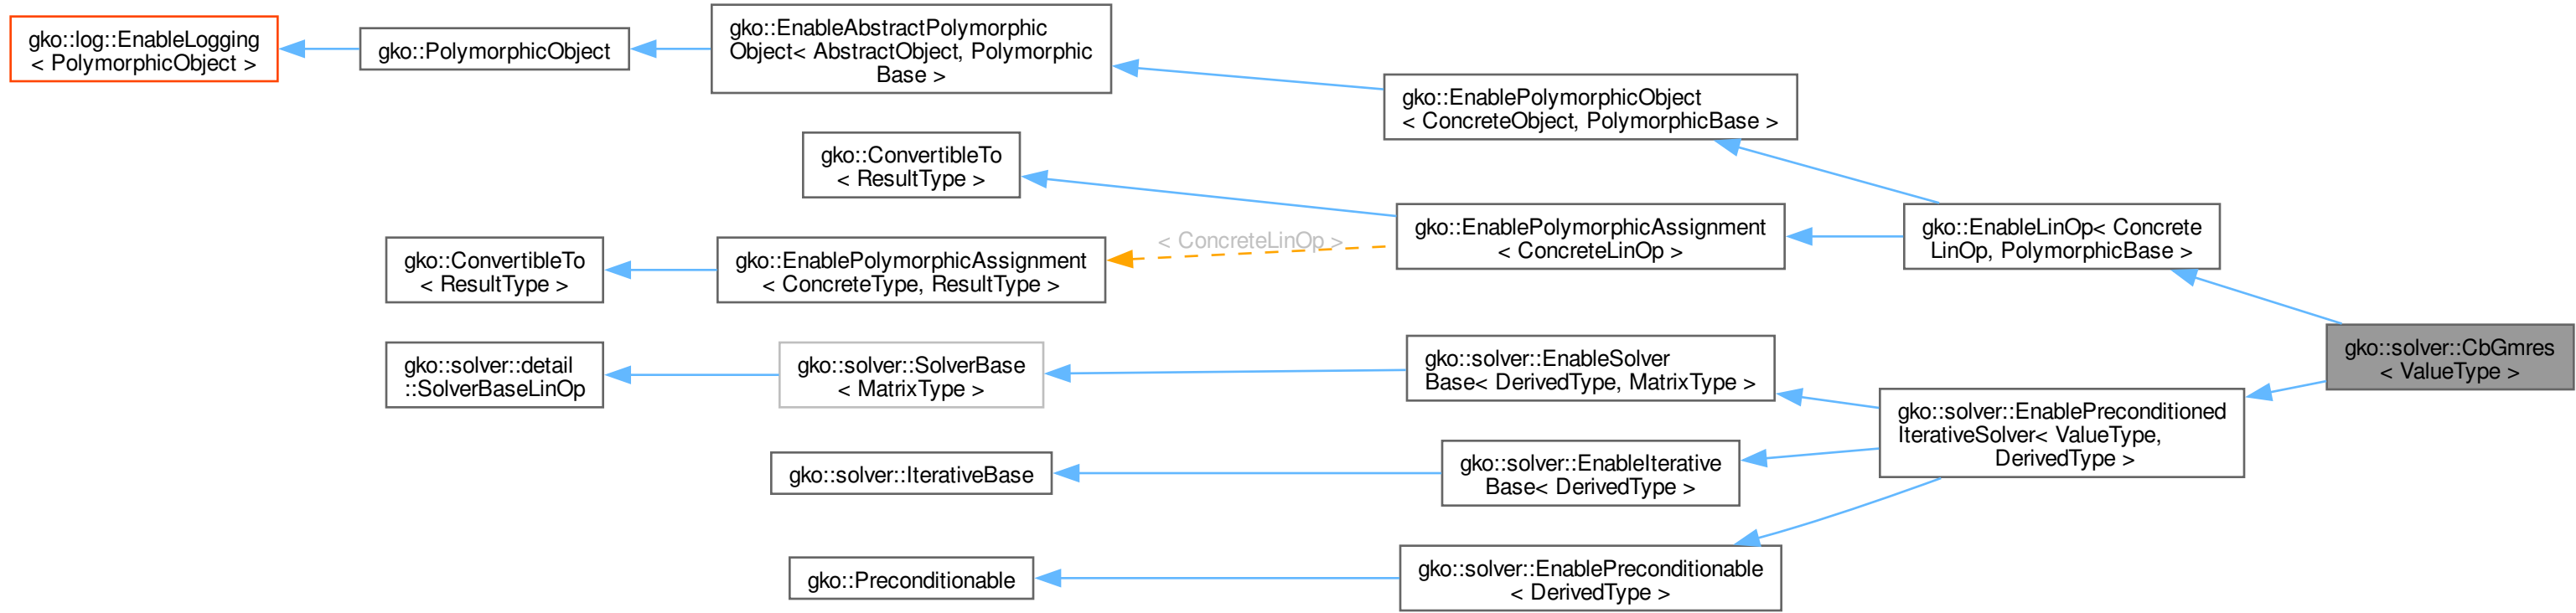 gko::log::EnableLogging
< PolymorphicObject >
gko::PolymorphicObject
gko::EnableAbstractPolymorphic
Object< AbstractObject, Polymorphic
Base >
gko::EnablePolymorphicObject
< ConcreteObject, PolymorphicBase >
gko::ConvertibleTo
< ResultType >
gko::EnablePolymorphicAssignment
< ConcreteLinOp >
gko::EnableLinOp< Concrete
LinOp, PolymorphicBase >
< ConcreteLinOp >
gko::ConvertibleTo
< ResultType >
gko::EnablePolymorphicAssignment
< ConcreteType, ResultType >
gko::solver::CbGmres
< ValueType >
gko::solver::detail
::SolverBaseLinOp
gko::solver::SolverBase
< MatrixType >
gko::solver::EnableSolver
Base< DerivedType, MatrixType >
gko::solver::EnablePreconditioned
IterativeSolver< ValueType,
DerivedType >
gko::solver::IterativeBase
gko::solver::EnableIterative
Base< DerivedType >
gko::Preconditionable
gko::solver::EnablePreconditionable
< DerivedType >